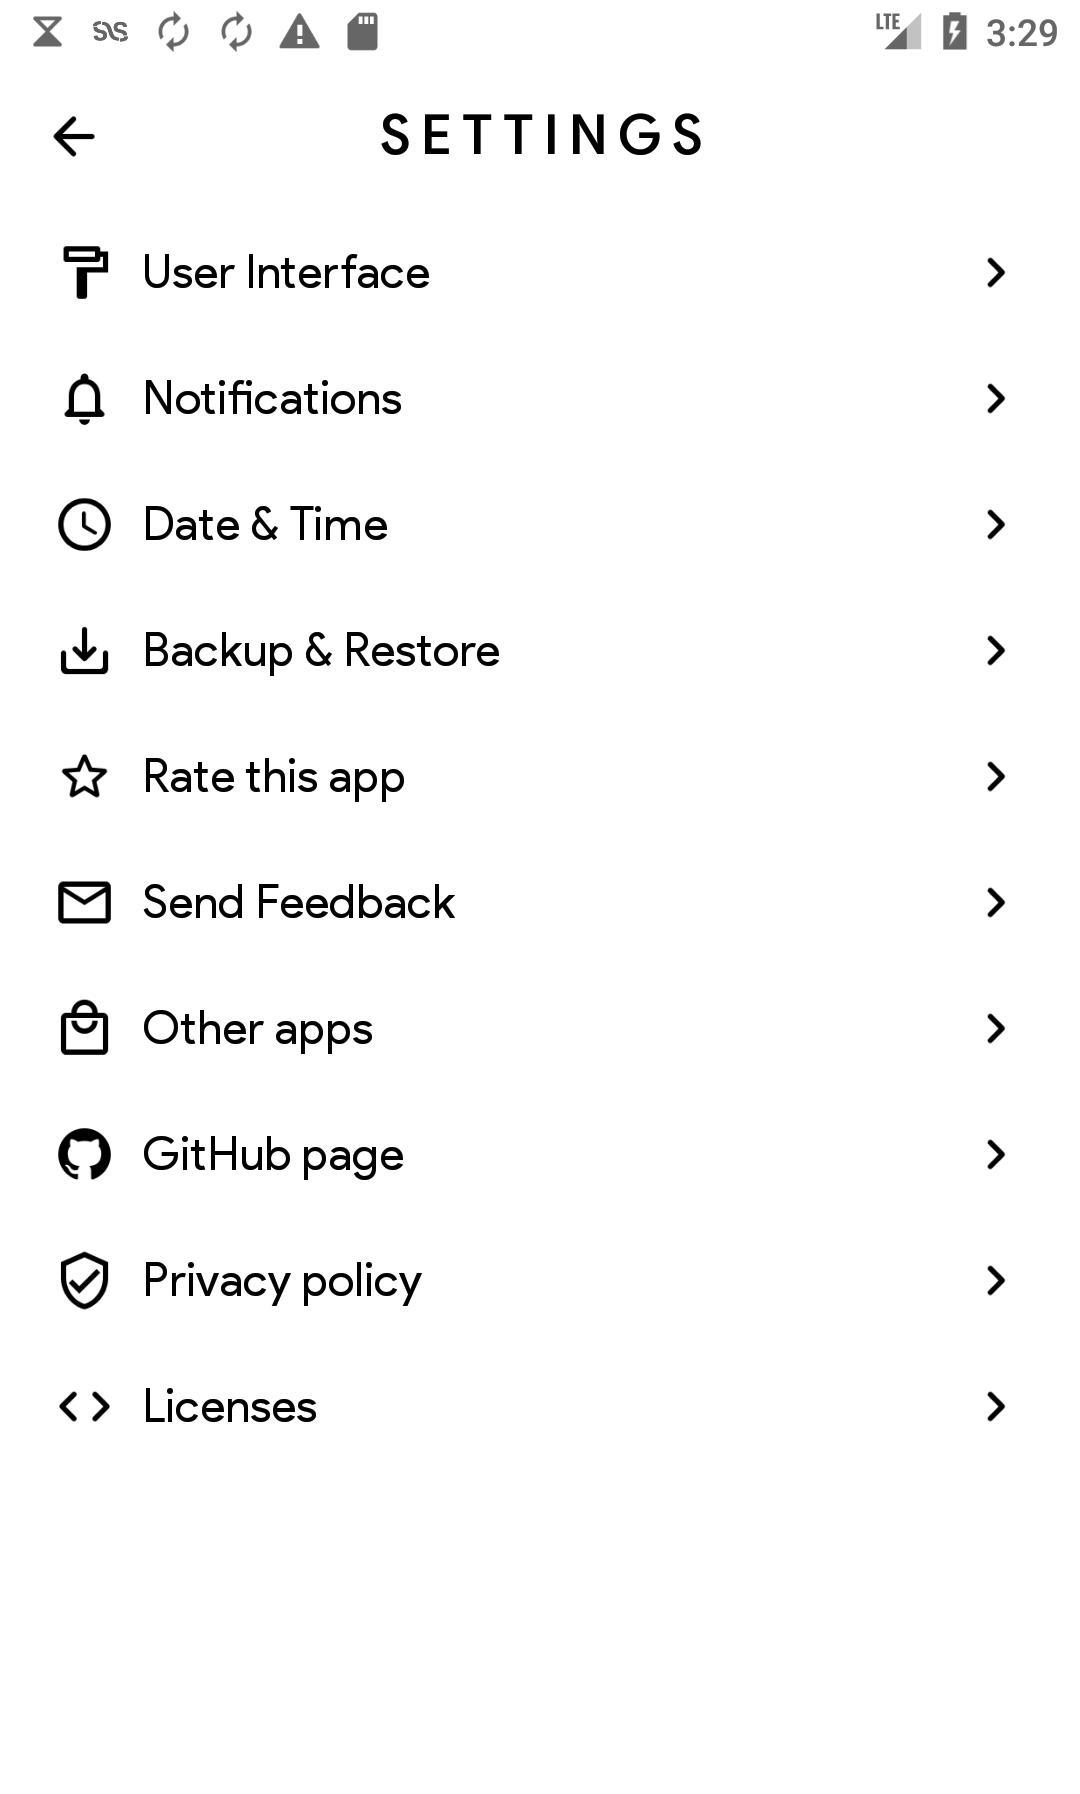 LTE 3:29
SETTINGS
User Interface
Notifications
Date & Time
Backup & Restore
Rate this app
Send Feedback
Other apps
GitHub page
Privacy policy
Licenses